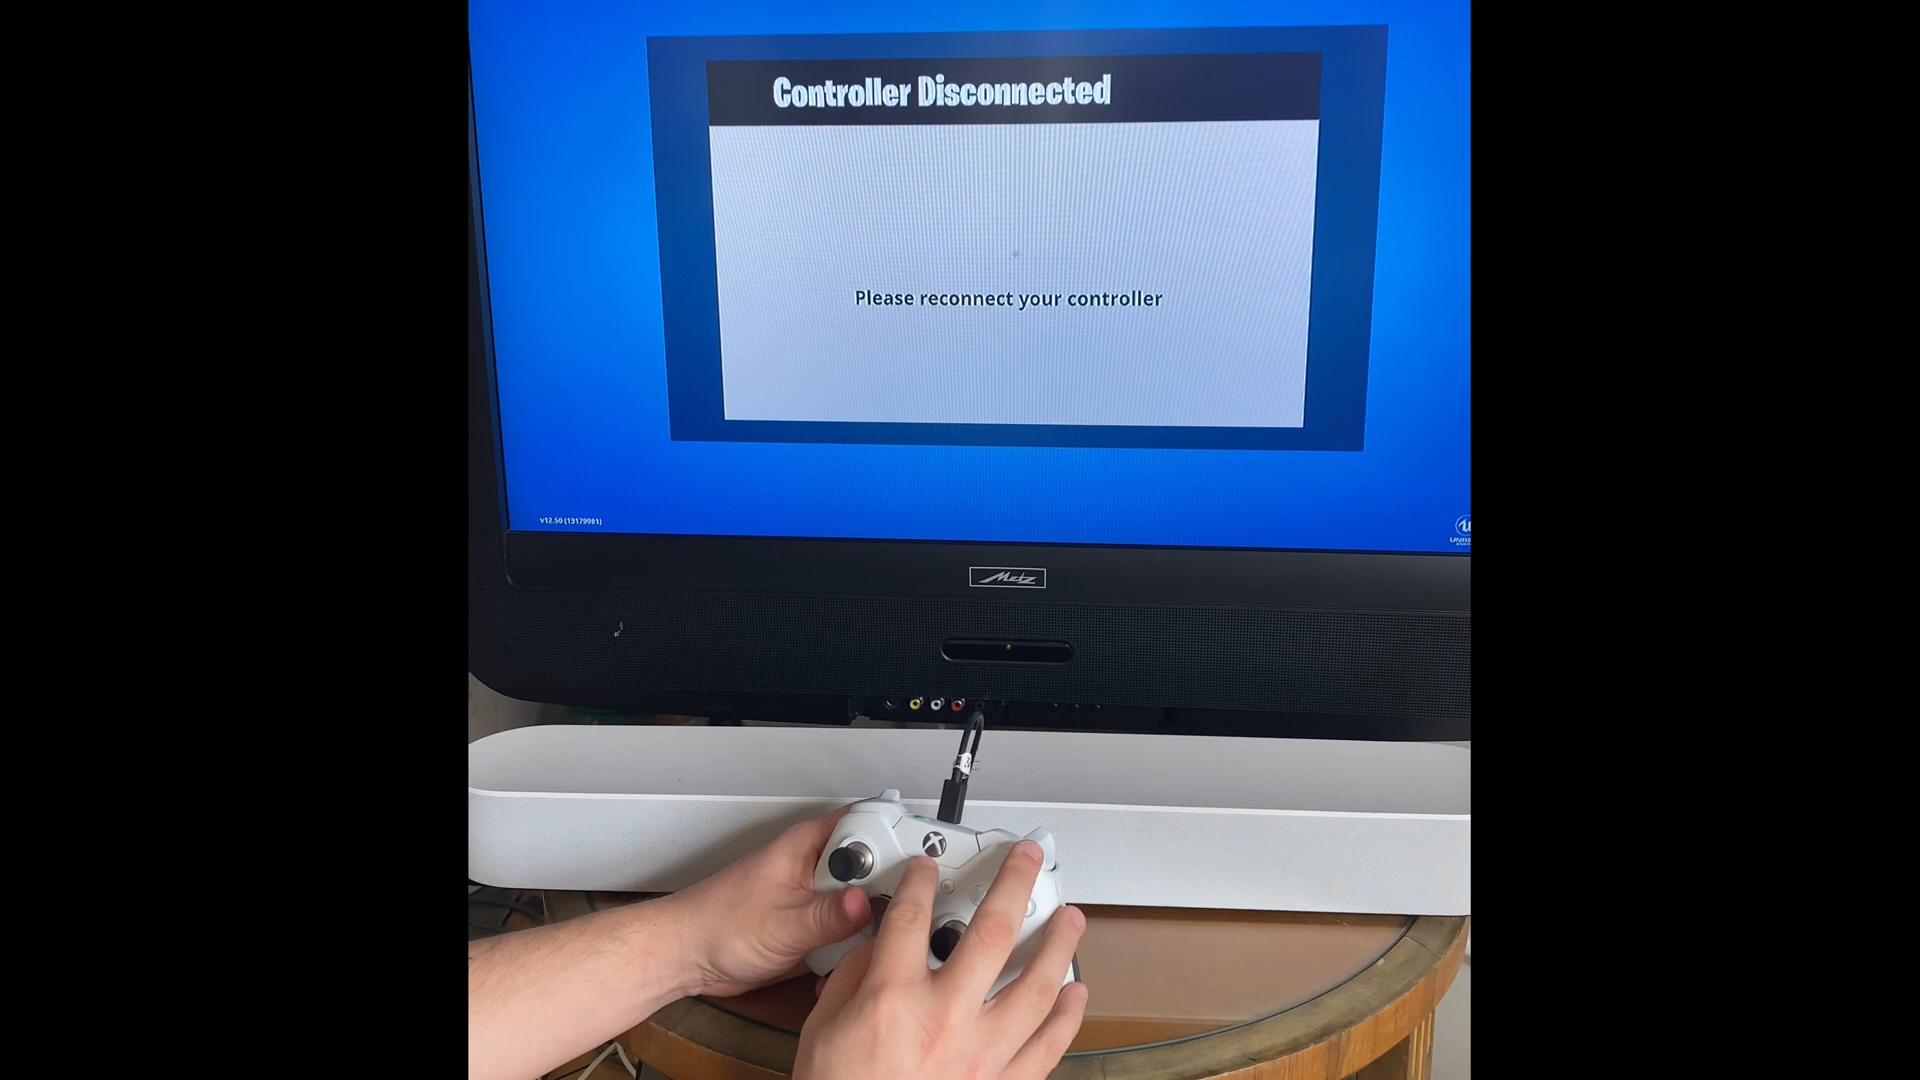 Controller Disconnected
Please reconnect your controller
v12.50 (13179981)
Metz